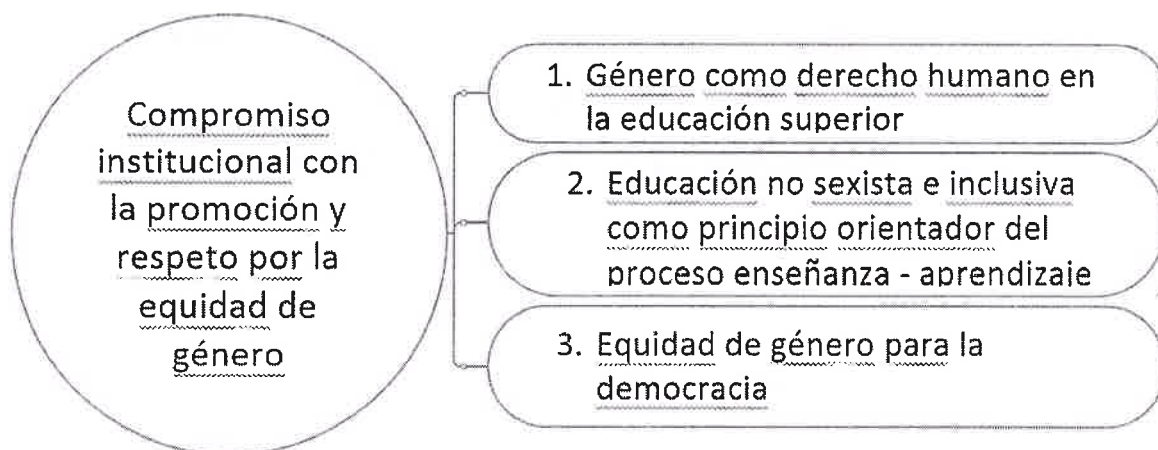 Compromiso
institucional con
la promoción y
respeto por la
equidad de
género
1. Género como derecho humano en
la educación superior
2. Educación no sexista e inclusiva
como principio orientador del
proceso enseñanza - aprendizaje
3. Equidad de género para la
democracia